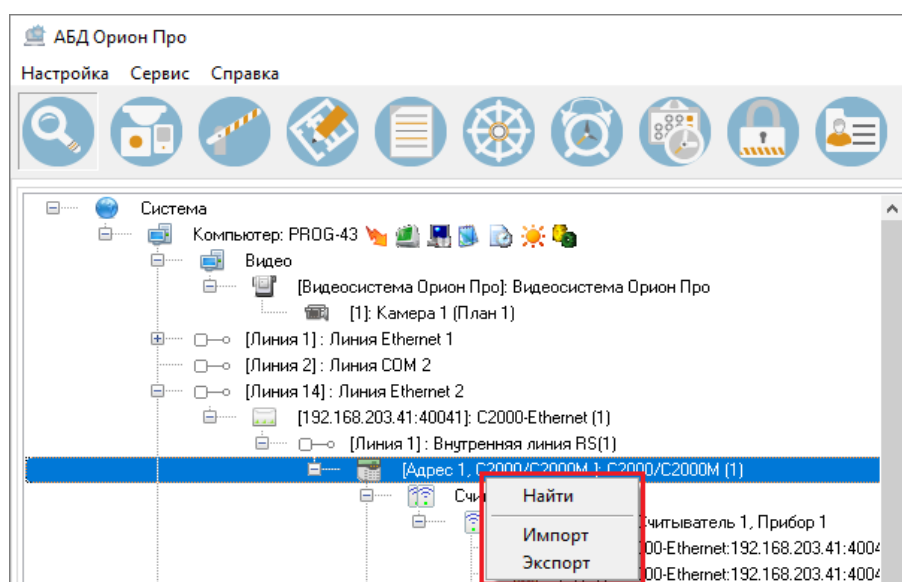 АБД Орион Про
Настройка Сервис Справка
Система
Компьютер: PROG-43
Видео
[Видеосистема Орион Про]: Видеосистема Орион Про
[1]: Камера 1 (План 1)
[Линия 1] : Линия Ethernet 1
[Линия 2] : Линия COM 2
[Линия 14] : Линия Ethernet 2
[192.168.203.41:40041]: C2000-Ethernet (1)
[Линия 1] : Внутренняя линия RS(1)
[Адрес 1, С2000/С2000М ]: С2000/С2000М (1)
Найти
Импорт
Экспорт
читыватель 1, Прибор 1
00-Ethernet:192.168.203.41:4004
00-Ethernet:192.168.203.41:4004